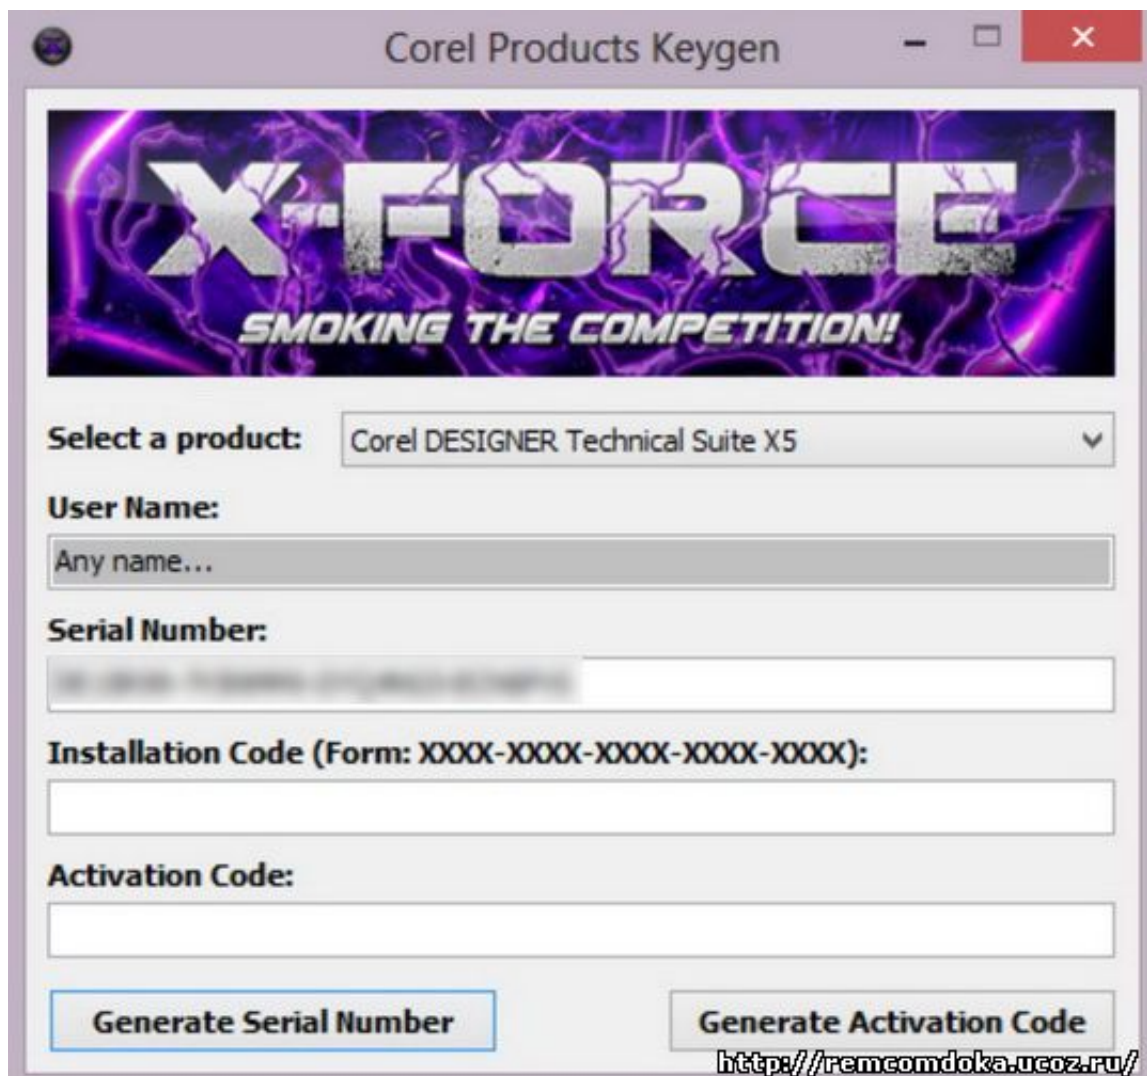 Corel Products Keygen
X-FORCE
SMOKING THE COMPETITION!
Select a product: Corel DESIGNER Technical Suite X5
User Name:
Any name...
Serial Number:
Installation Code (Form: XXXX-XXXX-XXXX-XXXX-XXXX):
Activation Code:
Generate Serial Number Generate Activation Code
http://remcomdoka.ucoz.ru/